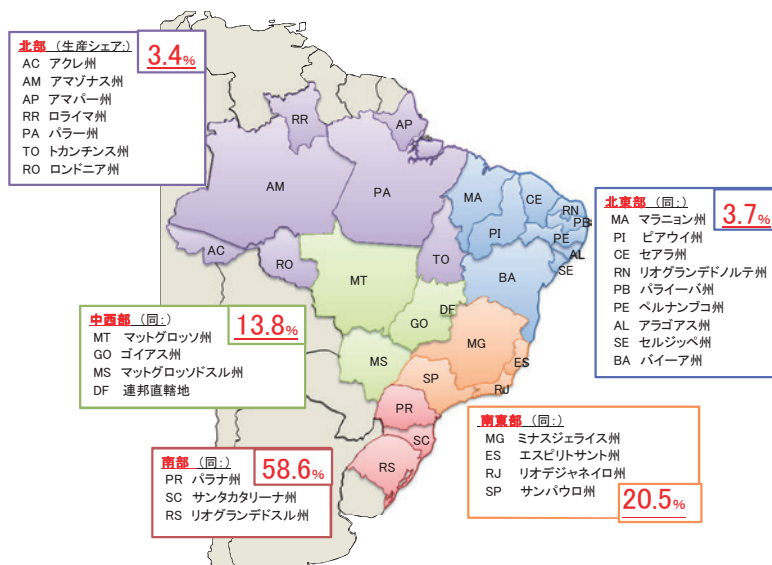 北部 (生産シェア:)
3.4%
AC アクレ州
AM アマゾナス州
AP アマパー州
RR ロライマ州
PA パラー州
TO トカンチンス州
RO ロンドニア州
北東部 (同:)
3.7%
MA マラニョン州
PI ピアウイ州
CE セアラ州
RN リオグランデドノルテ州
PB パライーバ州
PE ペルナンブコ州
AL アラゴアス州
SE セルジッペ州
BA バイーア州
中西部 (同:)
13.8%
MT マットグロッソ州
GO ゴイアス州
MS マットグロッソドスル州
DF 連邦直轄地
南部 (同:)
58.6%
PR パラナ州
SC サンタカタリーナ州
RS リオグランデドスル州
南東部 (同:)
MG ミナスジェライス州
ES エスピリトサント州
RJ リオデジャネイロ州
SP サンパウロ州
20.5%
RR
AP
AM
PA
MA
CE
RN
PB
PI
PE
AL
SE
AC
RO
TO
BA
MT
DF
GO
MG
MS
ES
SP
RJ
PR
SC
RS